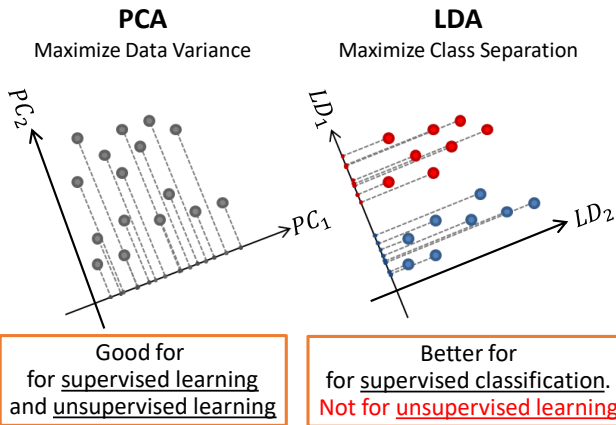 PCA
Maximize Data Variance
PC₂
PC₁
Good for
for supervised learning
and unsupervised learning
LDA
Maximize Class Separation
LD₁
LD₂
Better for
for supervised classification.
Not for unsupervised learning